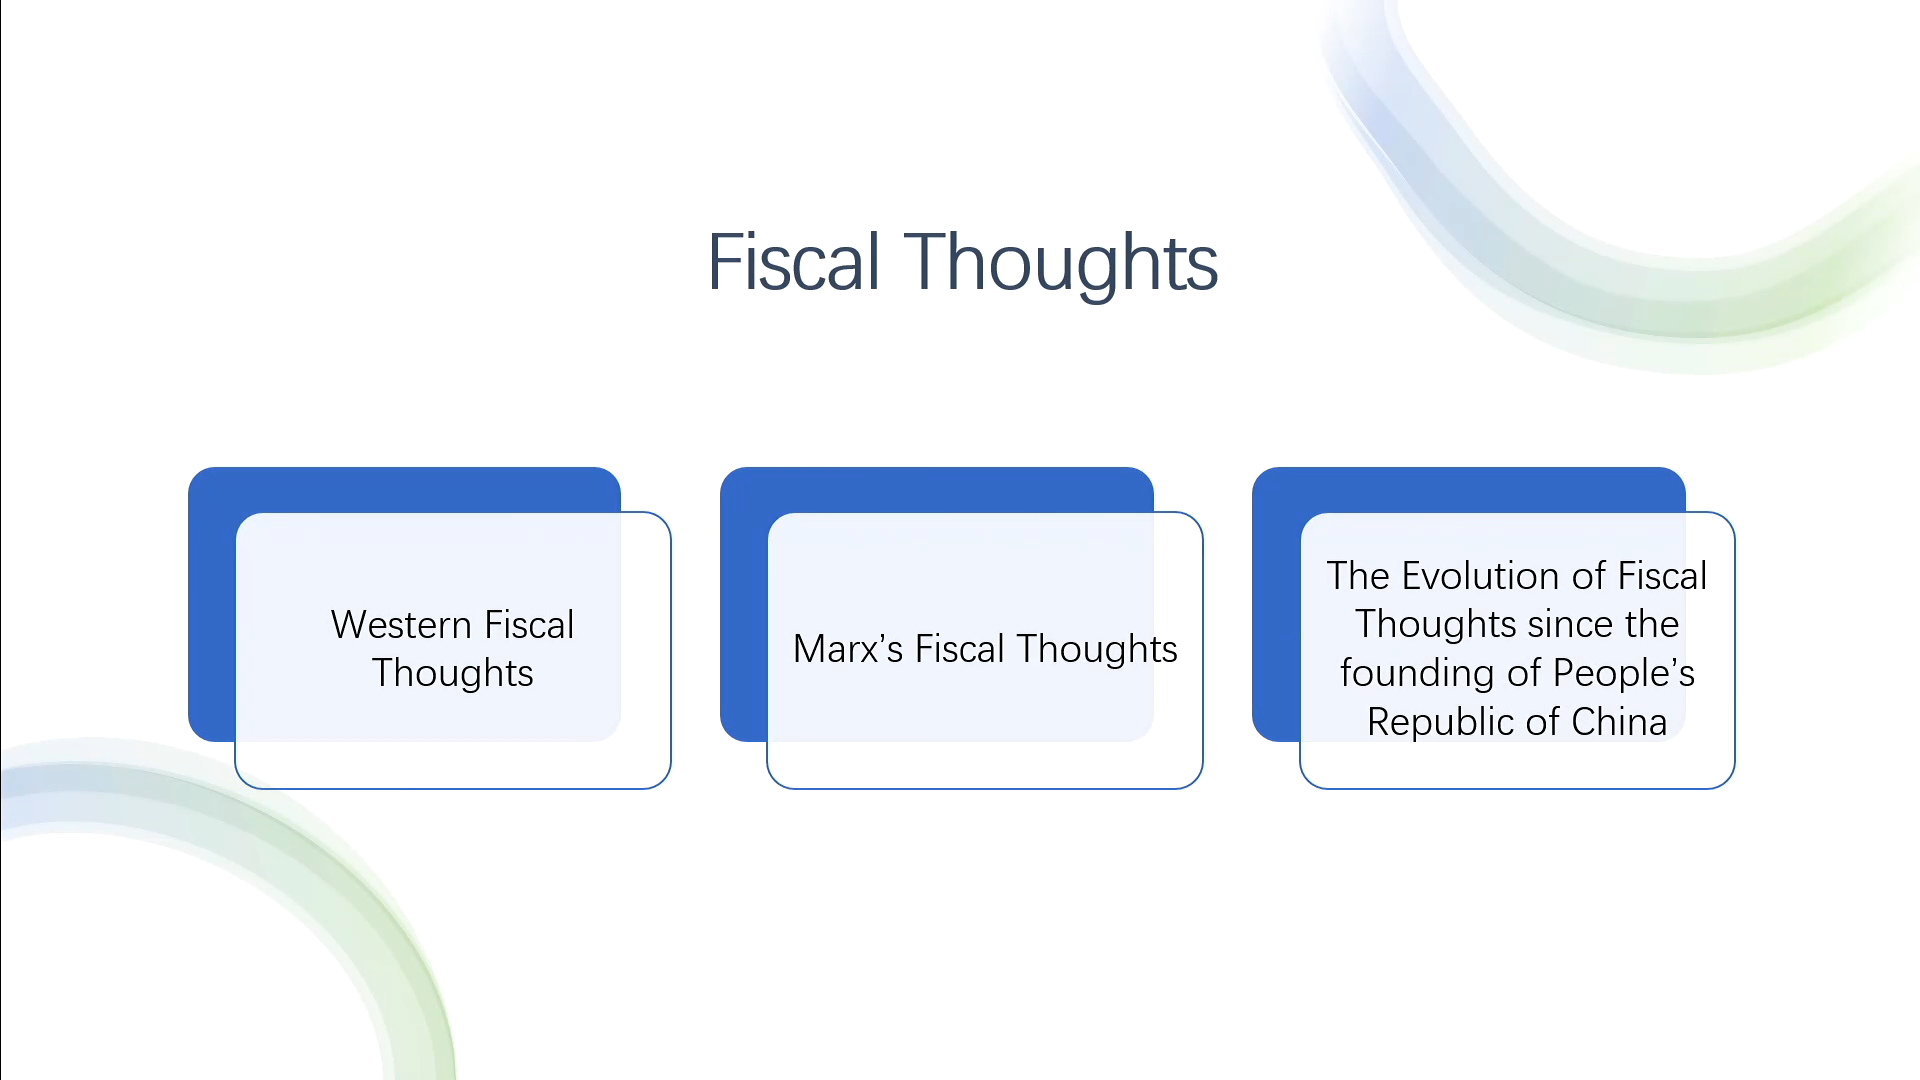 Fiscal Thoughts
Western Fiscal
Thoughts
Marx’s Fiscal Thoughts
The Evolution of Fiscal
Thoughts since the
founding of People’s
Republic of China